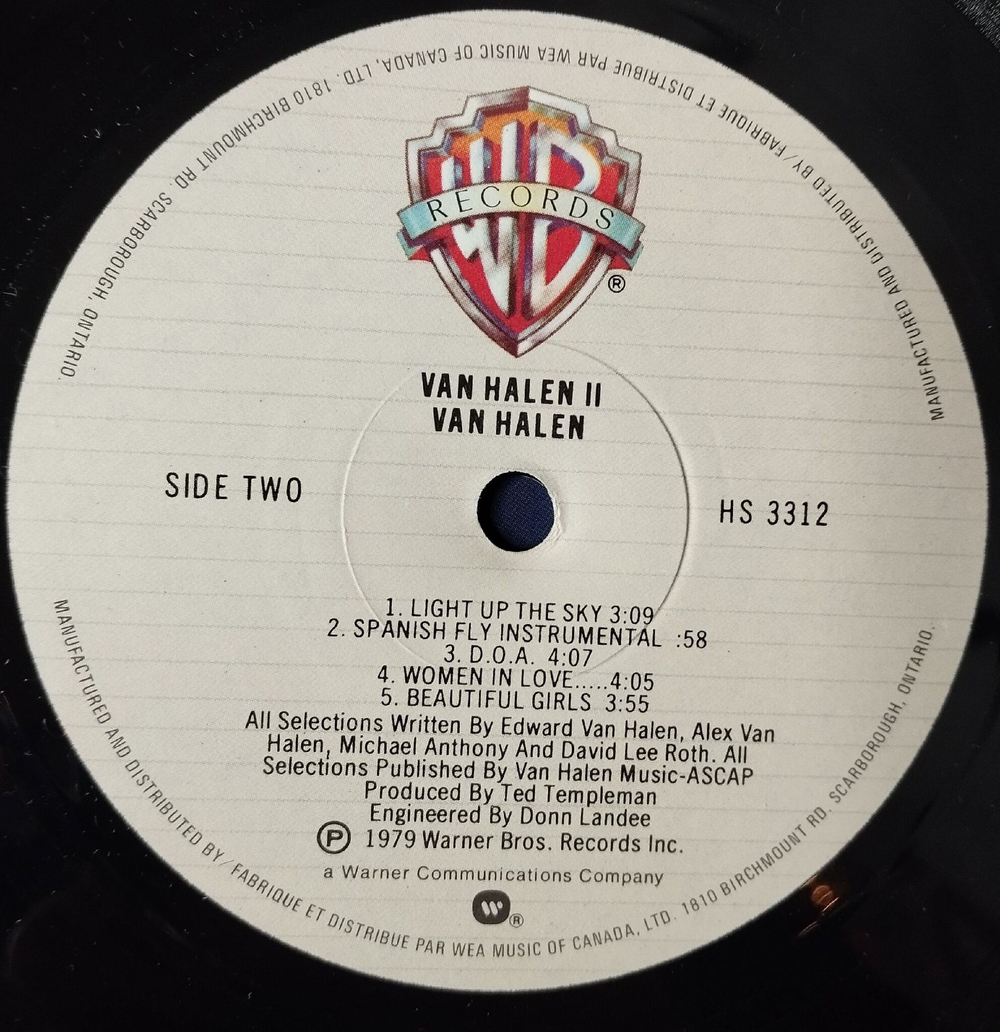 MANUFACTURED AND DISTRIBUTED BY/FABRIQUE ET DISTRIBUE PAR WEA MUSIC OF CANADA, LTD. 1810 BIRCHMOUNT RD. SCARBOROUGH, ONTARIO.
WB
RECORDS
®
VAN HALEN II
VAN HALEN
SIDE TWO
HS 3312
1. LIGHT UP THE SKY 3:09
2. SPANISH FLY INSTRUMENTAL :58
3. D.O.A. 4:07
4. WOMEN IN LOVE.....4:05
5. BEAUTIFUL GIRLS 3:55
All Selections Written By Edward Van Halen, Alex Van
Halen, Michael Anthony And David Lee Roth. All
Selections Published By Van Halen Music-ASCAP
Produced By Ted Templeman
Engineered By Donn Landee
℗ 1979 Warner Bros. Records Inc.
a Warner Communications Company
W®
MANUFACTURED AND DISTRIBUTED BY/FABRIQUE ET DISTRIBUE PAR WEA MUSIC OF CANADA, LTD. 1810 BIRCHMOUNT RD. SCARBOROUGH, ONTARIO.